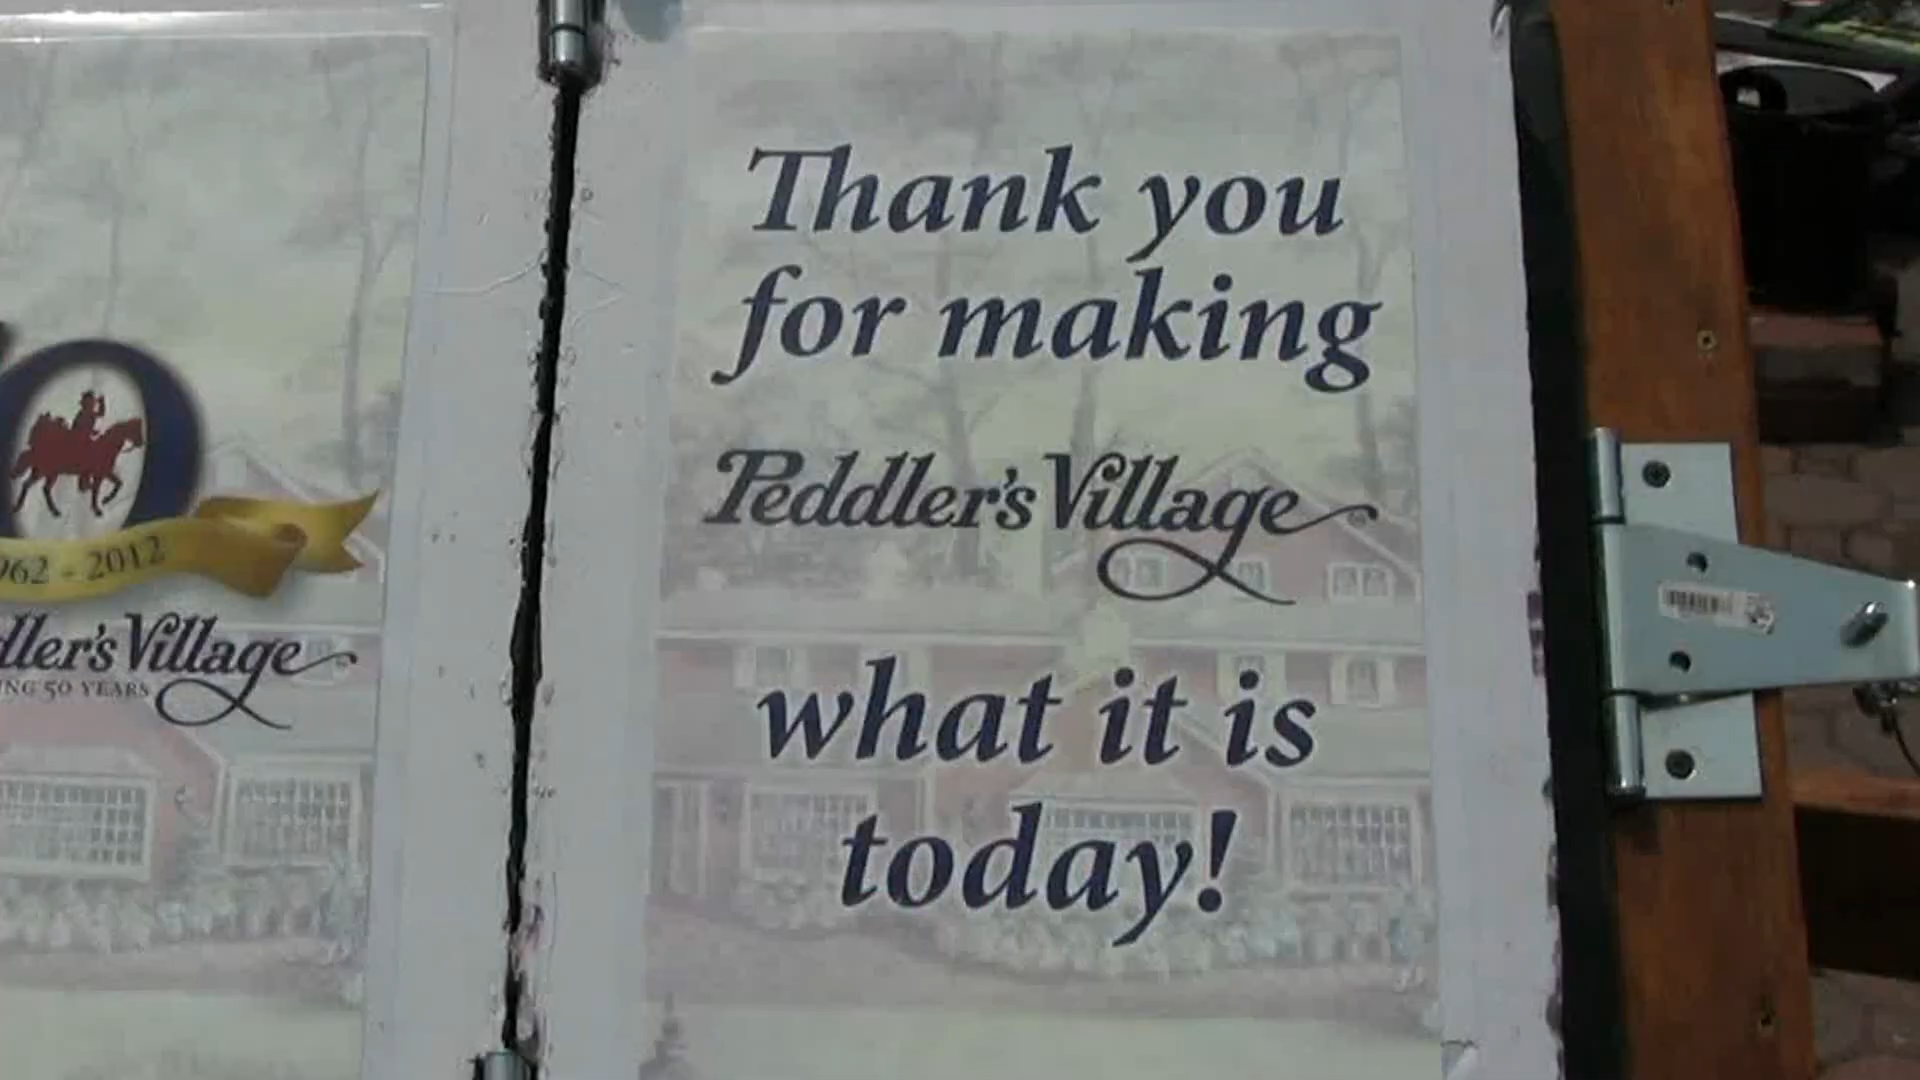 Thank you
for making
Peddler's Village
what it is
today!
O
962 - 2012
dler's Village
ING 50 YEARS